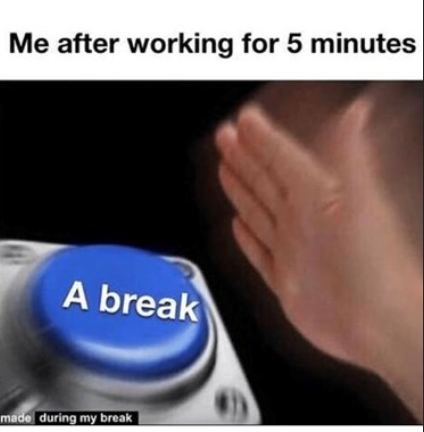 Me after working for 5 minutes
A break
made during my break